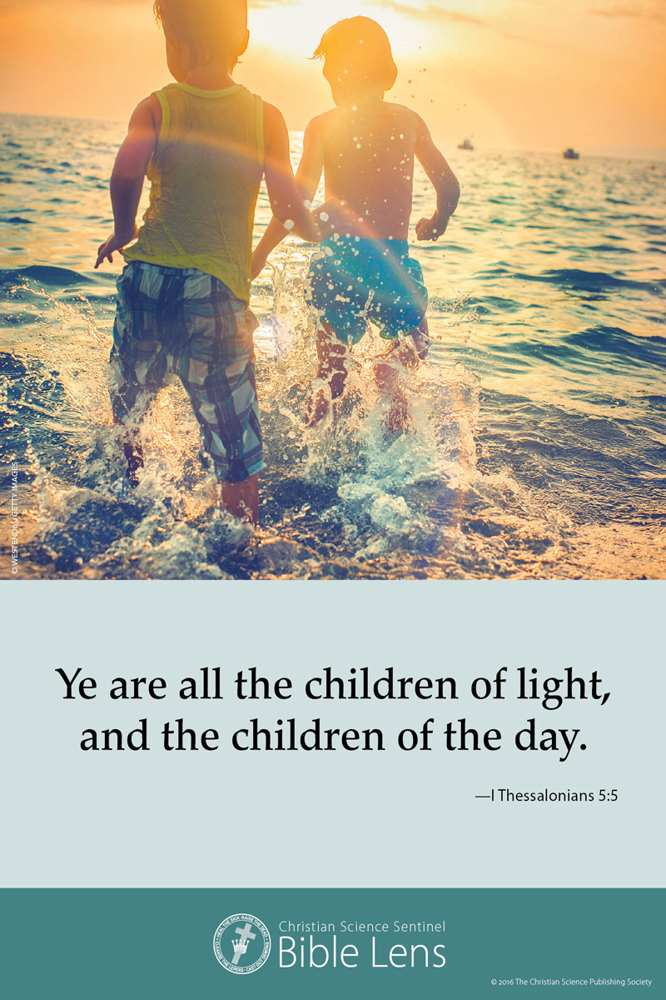 © WESTEND61/GETTY IMAGES
Ye are all the children of light,
and the children of the day.
—I Thessalonians 5:5
HEAL THE SICK · RAISE THE DEAD · CLEANSE THE LEPERS · CAST OUT DEMONS
Christian Science Sentinel
Bible Lens
© 2016 The Christian Science Publishing Society